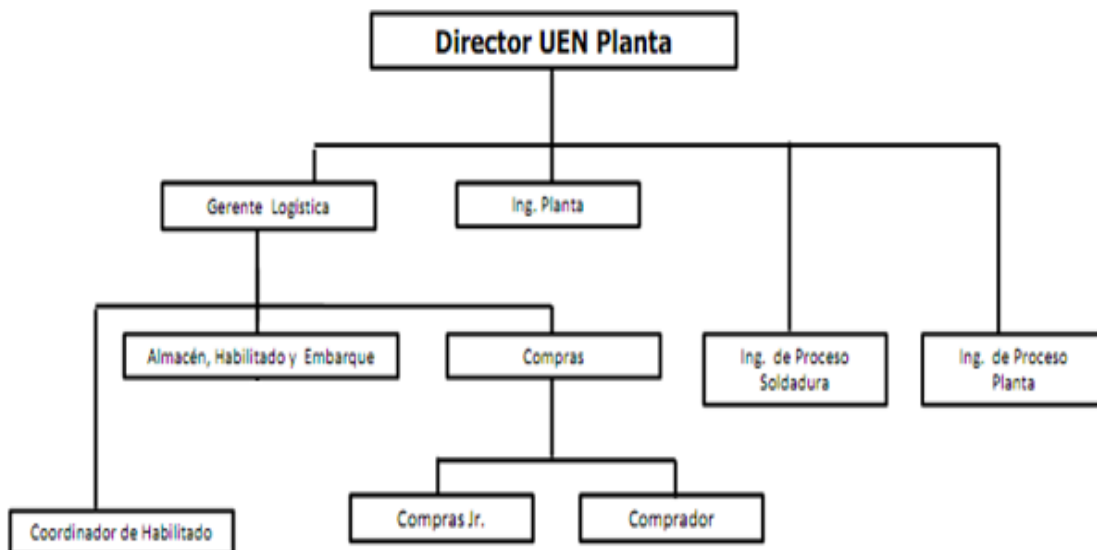 Director UEN Planta
Gerente Logística
Ing. Planta
Almacén, Habilitado y Embarque
Compras
Ing. de Proceso
Soldadura
Ing. de Proceso
Planta
Compras Jr.
Comprador
Coordinador de Habilitado